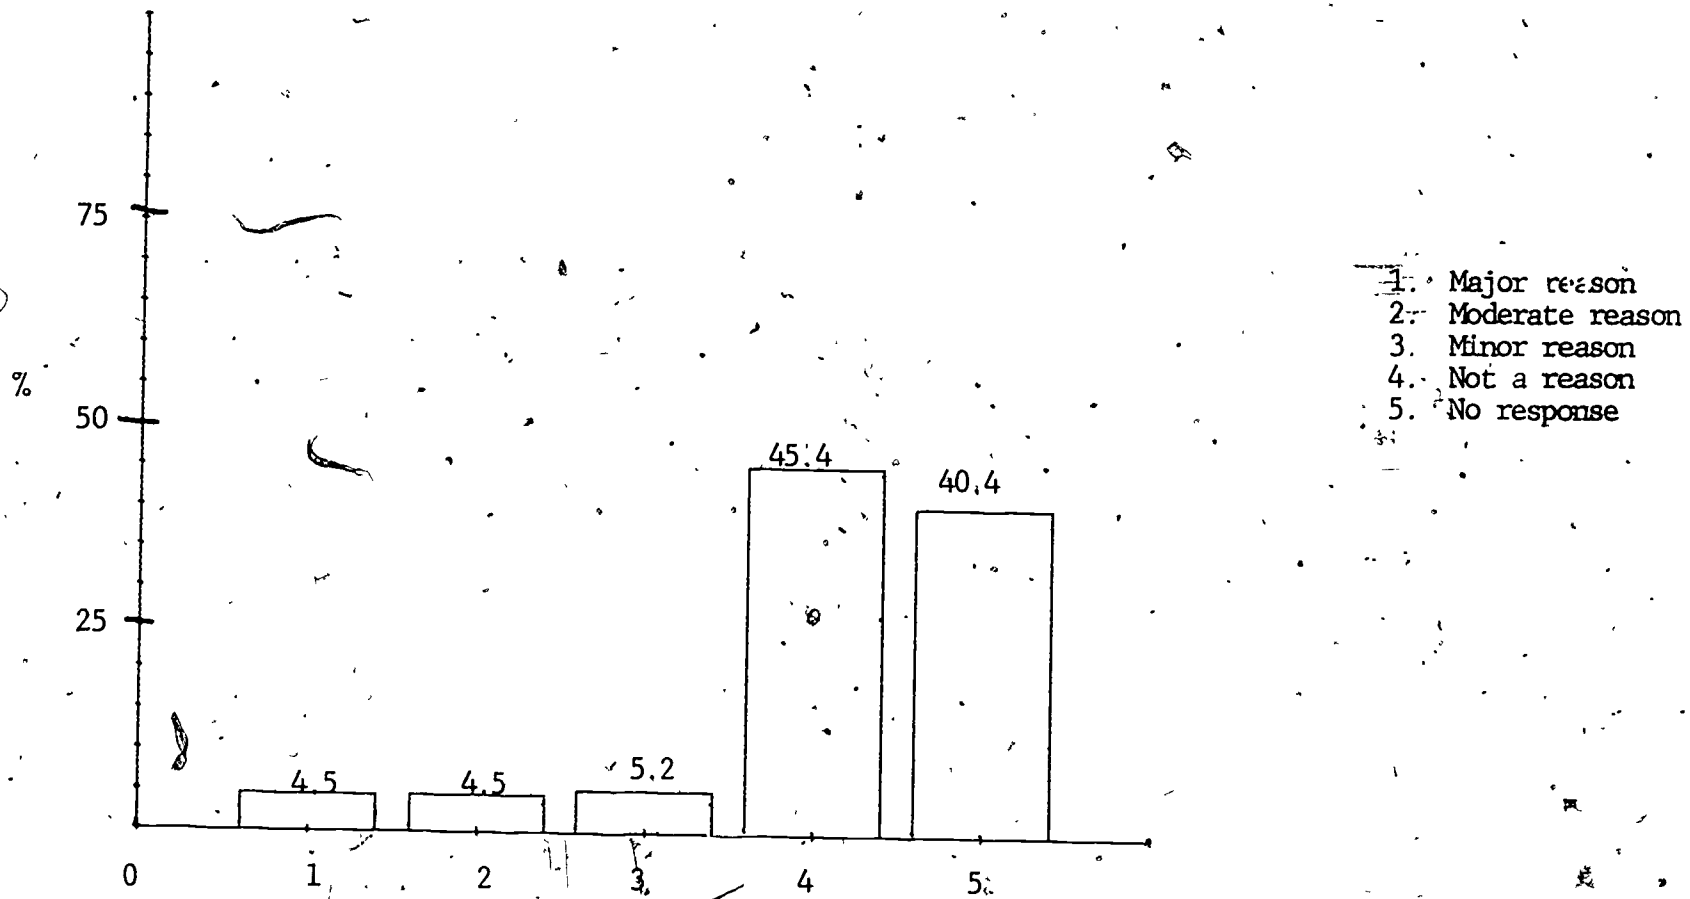 75
1. Major reason
2. Moderate reason
3. Minor reason
%
4. Not a reason
50
5. No response
45.4
40.4
25
4.5 4.5 5.2
0 1 2 3 4 5